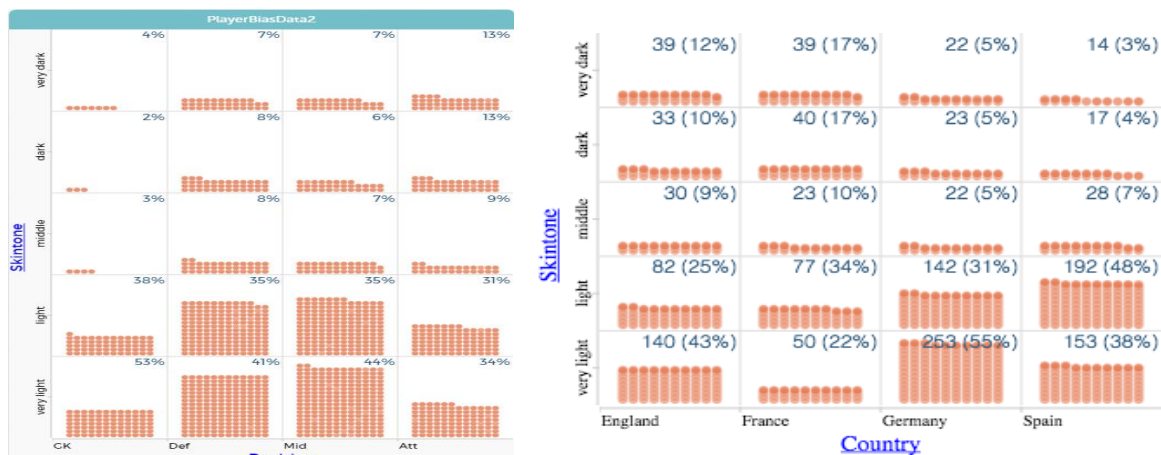 PlayerBiasData2
4% 7% 7% 13%
very dark
2% 8% 6% 13%
dark
3% 8% 7% 9%
middle
Skintone
38% 35% 35% 31%
light
53% 41% 44% 34%
very light
GK Def Mid Att
39 (12%) 39 (17%) 22 (5%) 14 (3%)
very dark
33 (10%) 40 (17%) 23 (5%) 17 (4%)
dark
30 (9%) 23 (10%) 22 (5%) 28 (7%)
middle
Skintone
82 (25%) 77 (34%) 142 (31%) 192 (48%)
light
140 (43%) 50 (22%) 253 (55%) 153 (38%)
very light
England France Germany Spain
Country